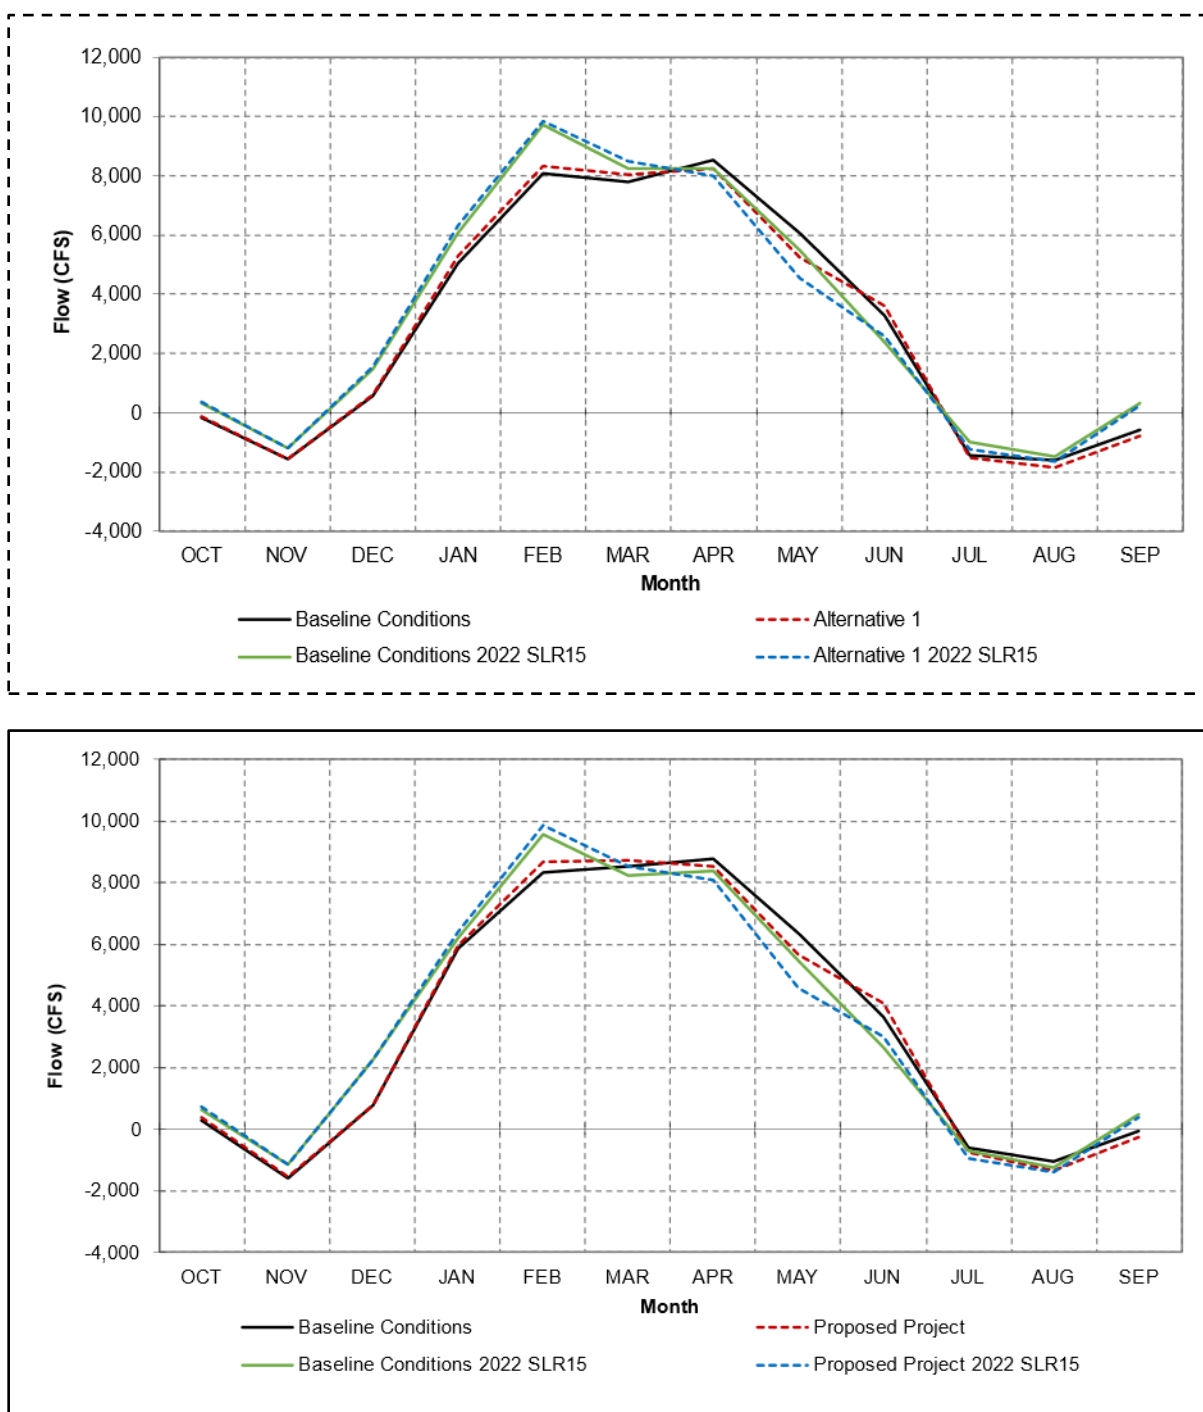 12,000
10,000
8,000
6,000
4,000
2,000
0
-2,000
-4,000
Flow (CFS)
OCT NOV DEC JAN FEB MAR APR MAY JUN JUL AUG SEP
Month
Baseline Conditions Alternative 1
Baseline Conditions 2022 SLR15 Alternative 1 2022 SLR15
12,000
10,000
8,000
6,000
4,000
2,000
0
-2,000
-4,000
Flow (CFS)
OCT NOV DEC JAN FEB MAR APR MAY JUN JUL AUG SEP
Month
Baseline Conditions Proposed Project
Baseline Conditions 2022 SLR15 Proposed Project 2022 SLR15